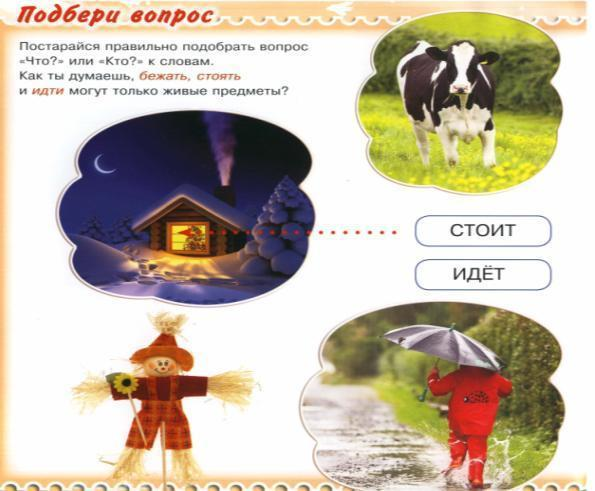 Подбери вопрос
Постарайся правильно подобрать вопрос
«Что?» или «Кто?» к словам.
Как ты думаешь, бежать, стоять
и идти могут только живые предметы?
СТОИТ
ИДЁТ